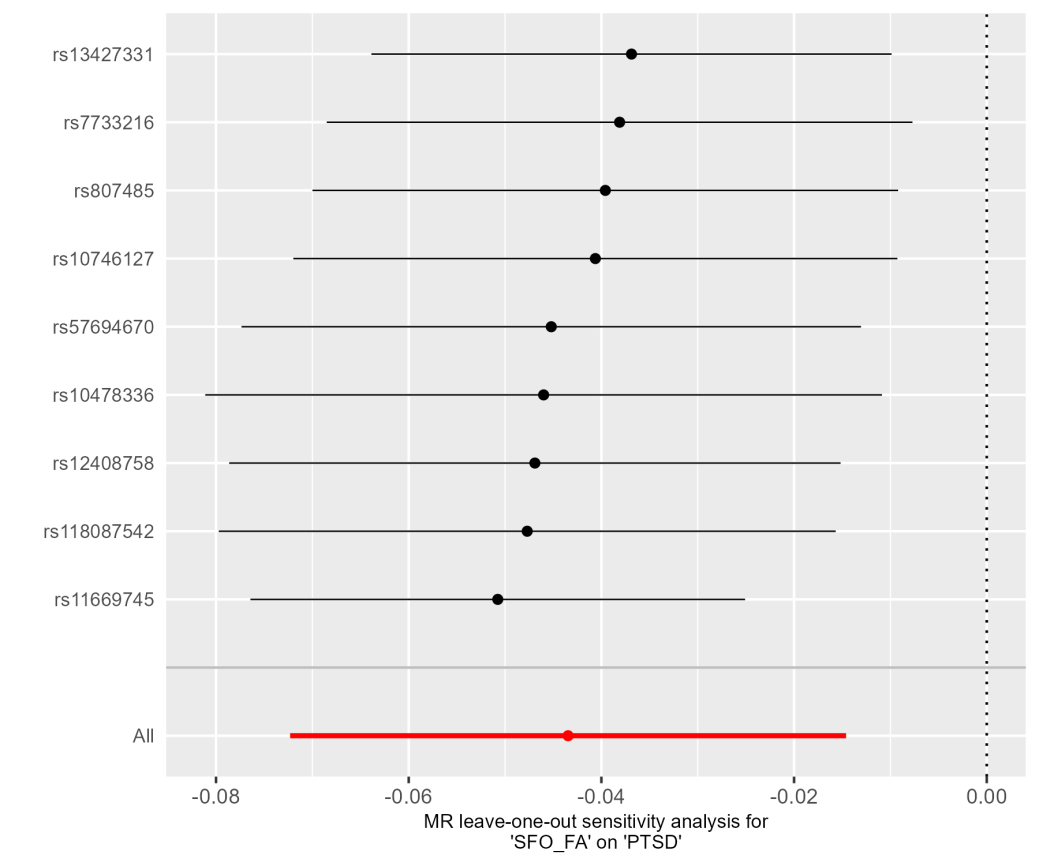 rs13427331
rs7733216
rs807485
rs10746127
rs57694670
rs10478336
rs12408758
rs118087542
rs11669745
All
-0.08 -0.06 -0.04 -0.02 0.00
MR leave-one-out sensitivity analysis for
'SFO_FA' on 'PTSD'